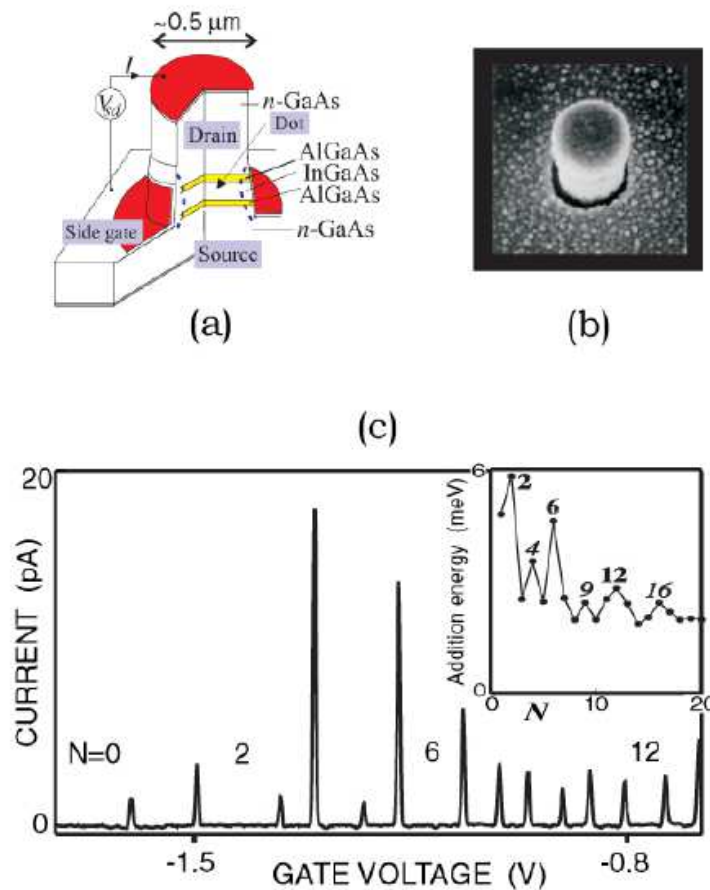 ~0.5 μm
I
Vsd
n-GaAs
Drain
Dot
AlGaAs
InGaAs
AlGaAs
n-GaAs
Side gate
Source
(a)
(b)
(c)
20
CURRENT (pA)
0
N=0
2
6
12
-1.5
-0.8
GATE VOLTAGE (V)
6
Addition energy (meV)
0
2
4
6
9
12
16
0
10
20
N